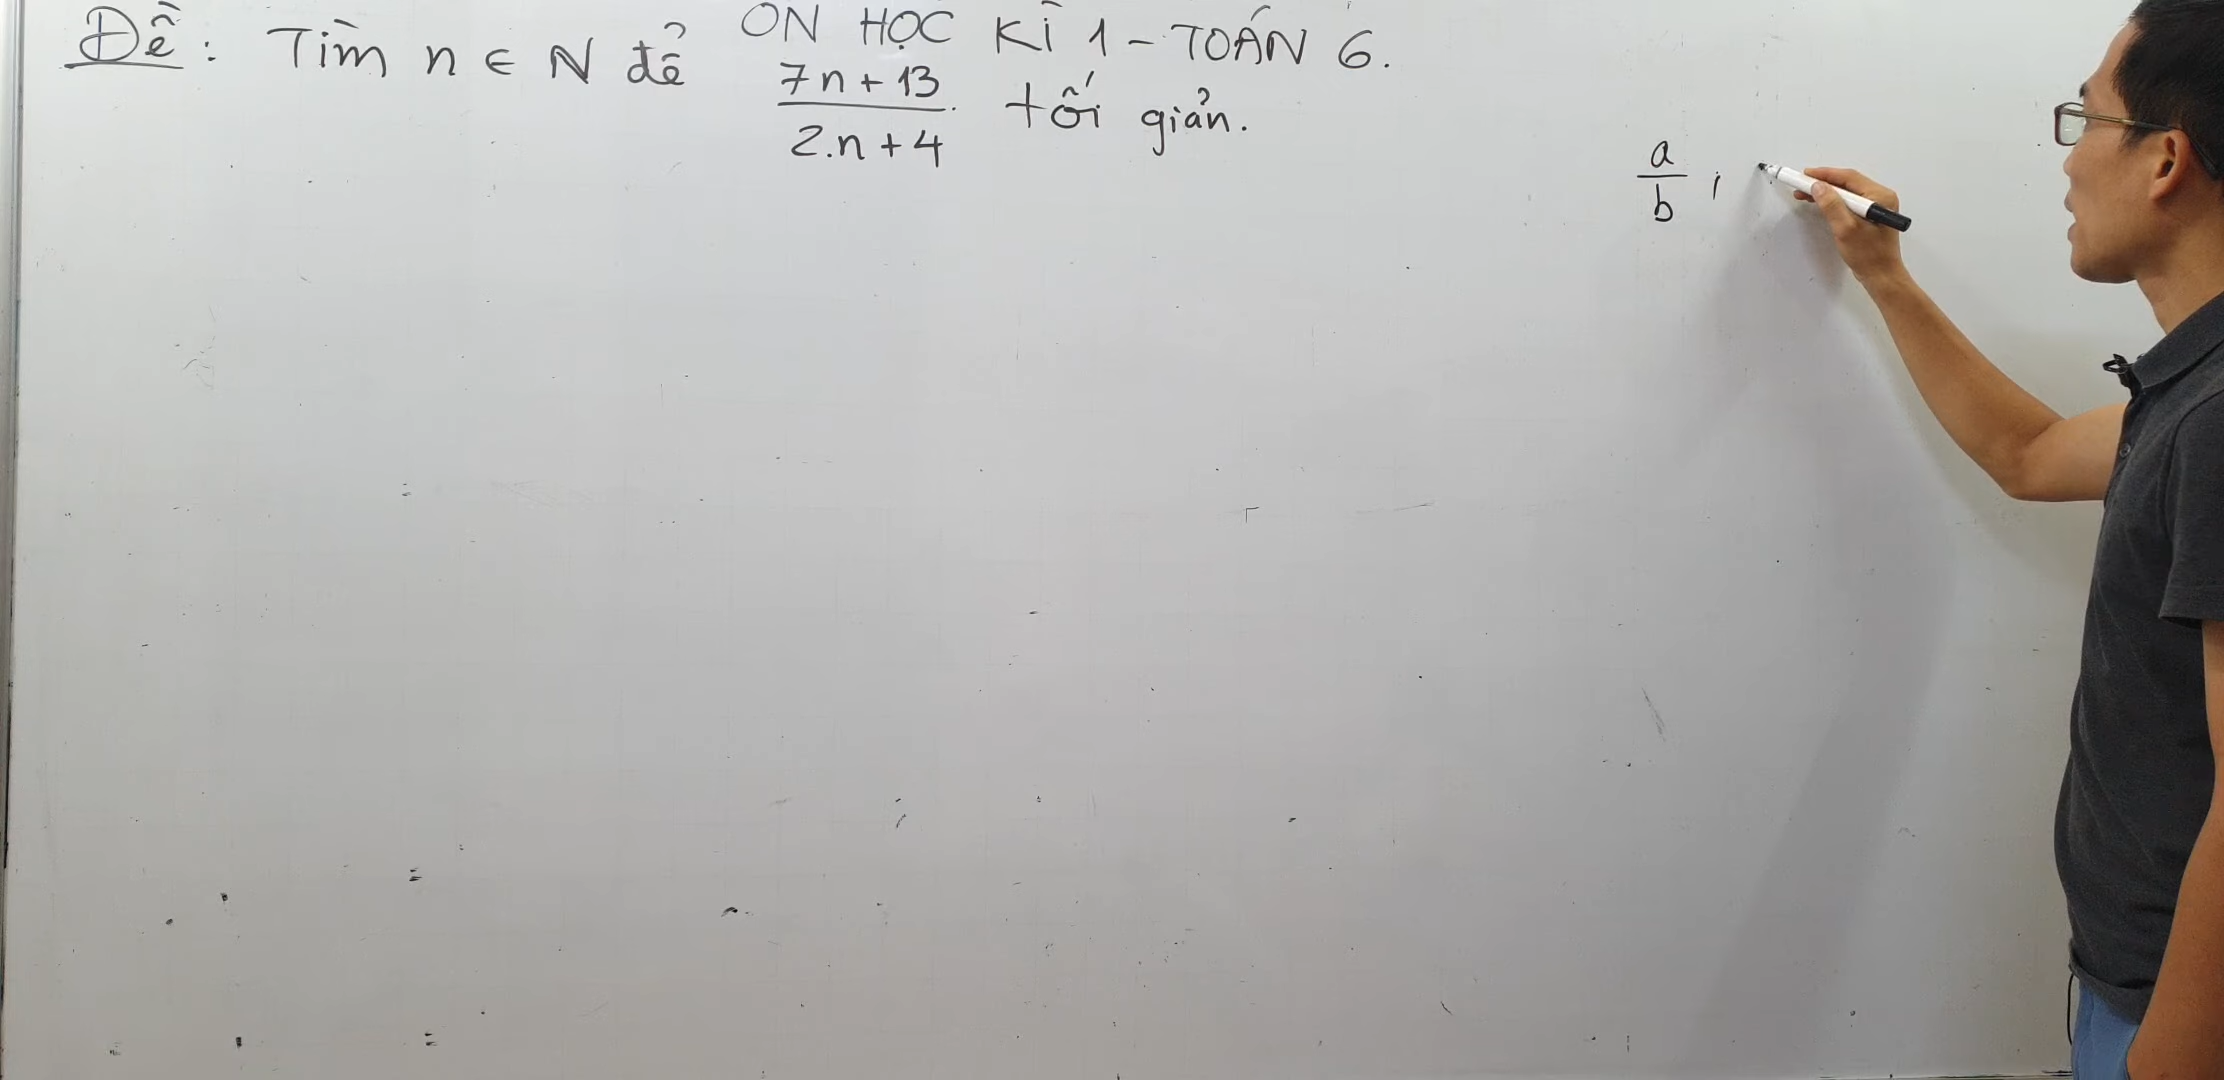 ÔN HỌC KÌ 1 - TOÁN 6.
Đề: Tìm n ∈ N để 7n + 13 / 2.n + 4 tối giản.
a / b ,